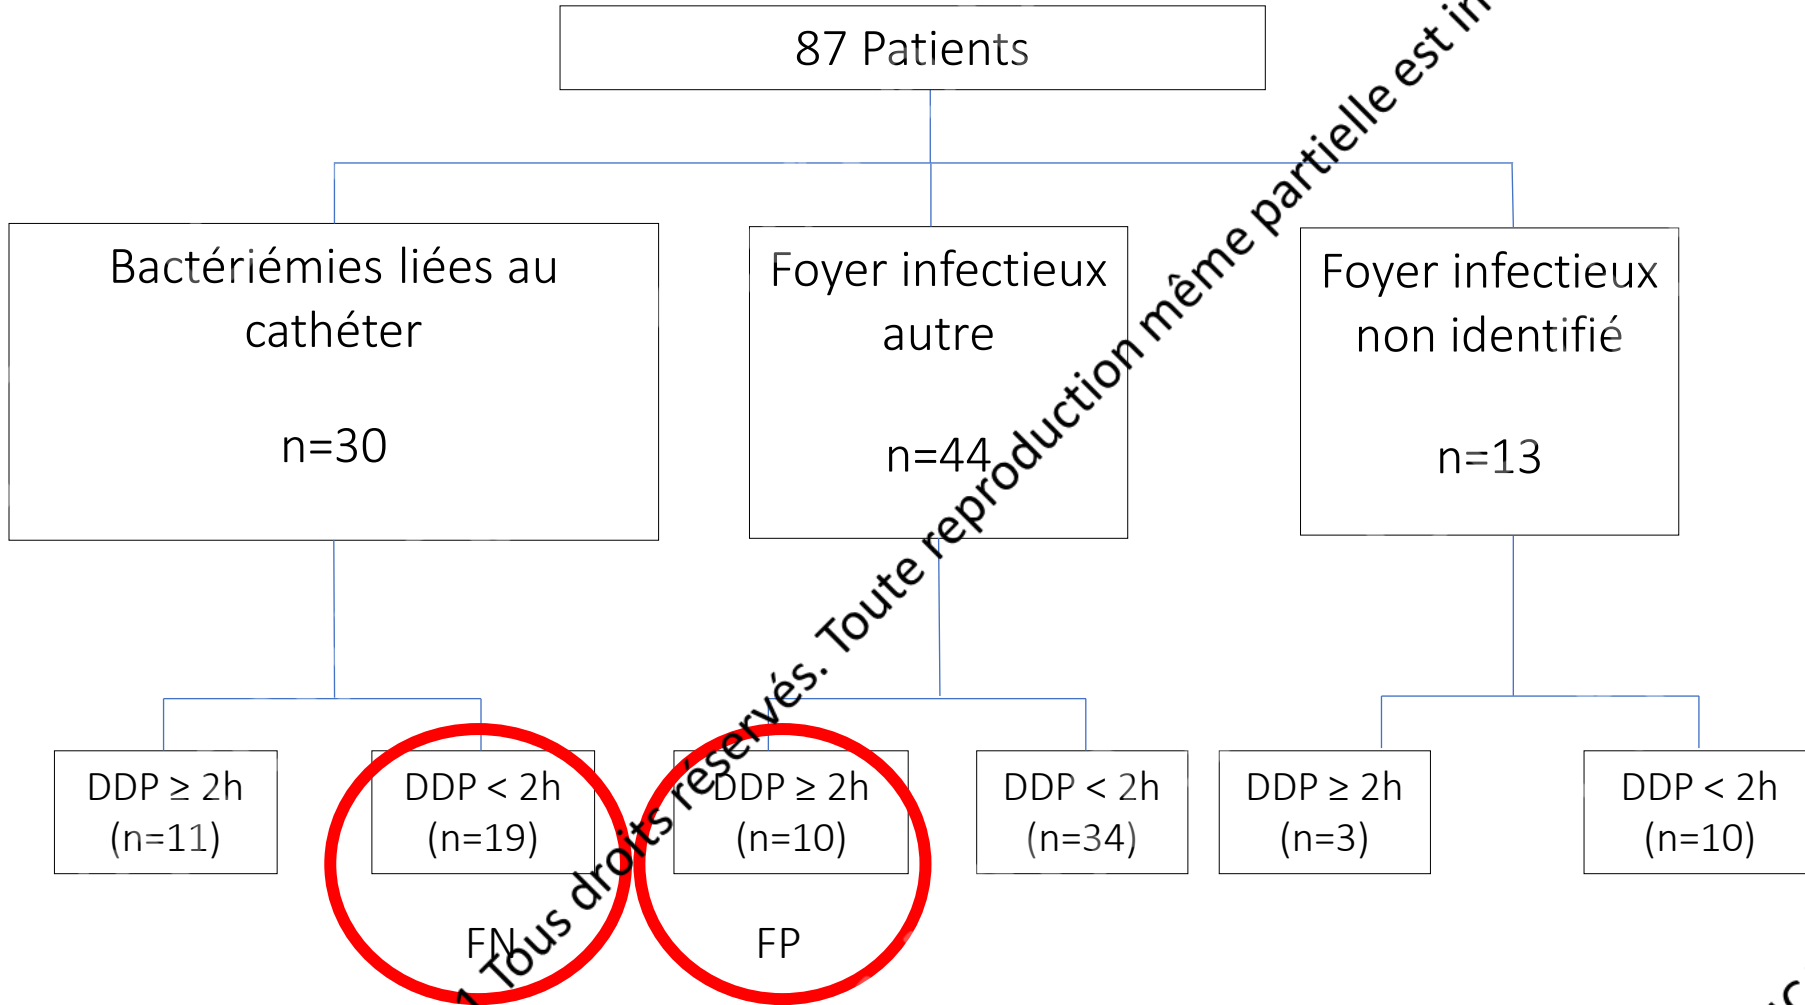 87 Patients
Bactériémies liées au
cathéter
n=30
Foyer infectieux
autre
n=44
Foyer infectieux
non identifié
n=13
DDP ≥ 2h
(n=11)
DDP < 2h
(n=19)
FN
DDP ≥ 2h
(n=10)
FP
DDP < 2h
(n=34)
DDP ≥ 2h
(n=3)
DDP < 2h
(n=10)
1 Tous droits réservés. Toute reproduction même partielle est in